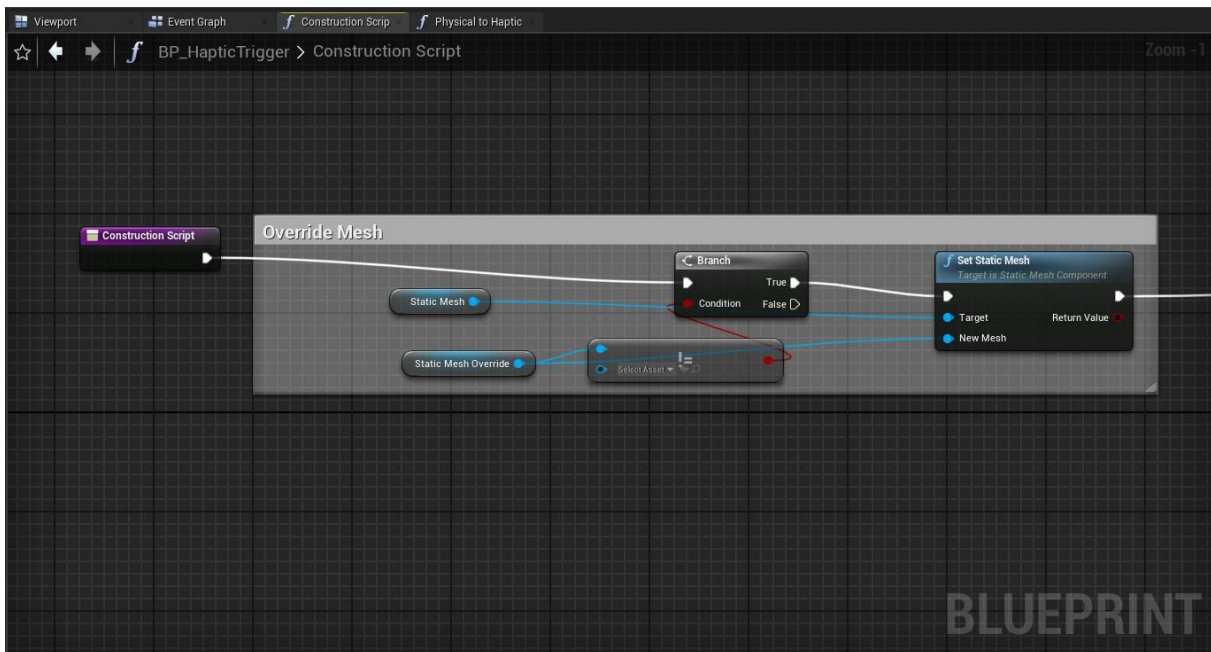 Viewport
Event Graph
Construction Scrip
Physical to Haptic
BP_HapticTrigger > Construction Script
Zoom -1
Override Mesh
Construction Script
Branch
True
Condition
False
Set Static Mesh
Target is Static Mesh Component
Target
Return Value
New Mesh
Static Mesh
Static Mesh Override
!=
Select Asset
BLUEPRINT